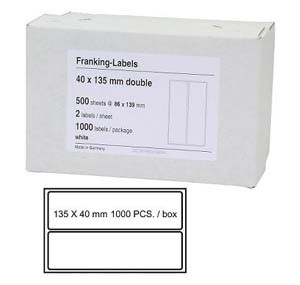 Franking-Labels
40 x 135 mm double
500 sheets @ 86 x 139 mm
2 labels / sheet
1000 labels / package
white
Made in Germany
135 X 40 mm 1000 PCS. / box